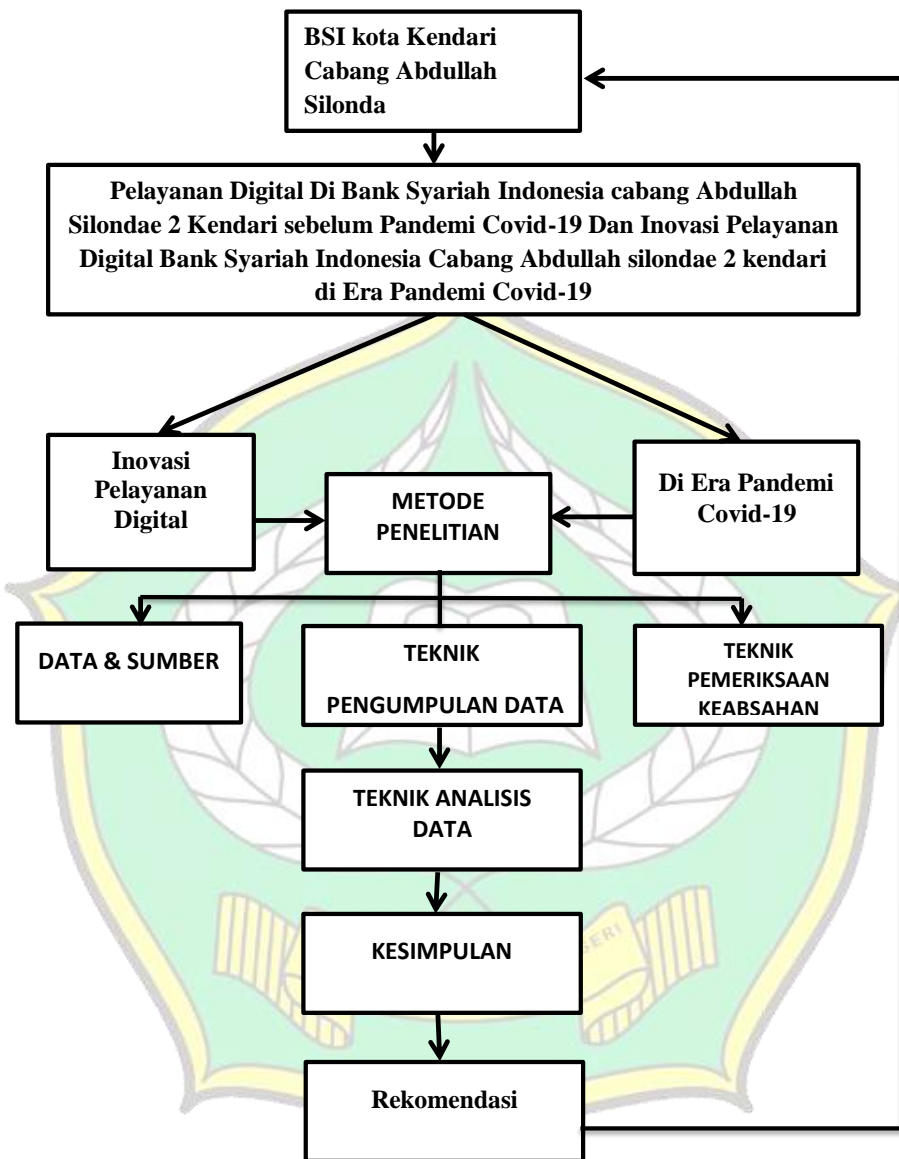 BSI kota Kendari
Cabang Abdullah
Silonda
Pelayanan Digital Di Bank Syariah Indonesia cabang Abdullah
Silondae 2 Kendari sebelum Pandemi Covid-19 Dan Inovasi Pelayanan
Digital Bank Syariah Indonesia Cabang Abdullah silondae 2 kendari
di Era Pandemi Covid-19
Inovasi
Pelayanan
Digital
METODE
PENELITIAN
Di Era Pandemi
Covid-19
DATA & SUMBER
TEKNIK
PENGUMPULAN DATA
TEKNIK
PEMERIKSAAN
KEABSAHAN
TEKNIK ANALISIS
DATA
KESIMPULAN
Rekomendasi